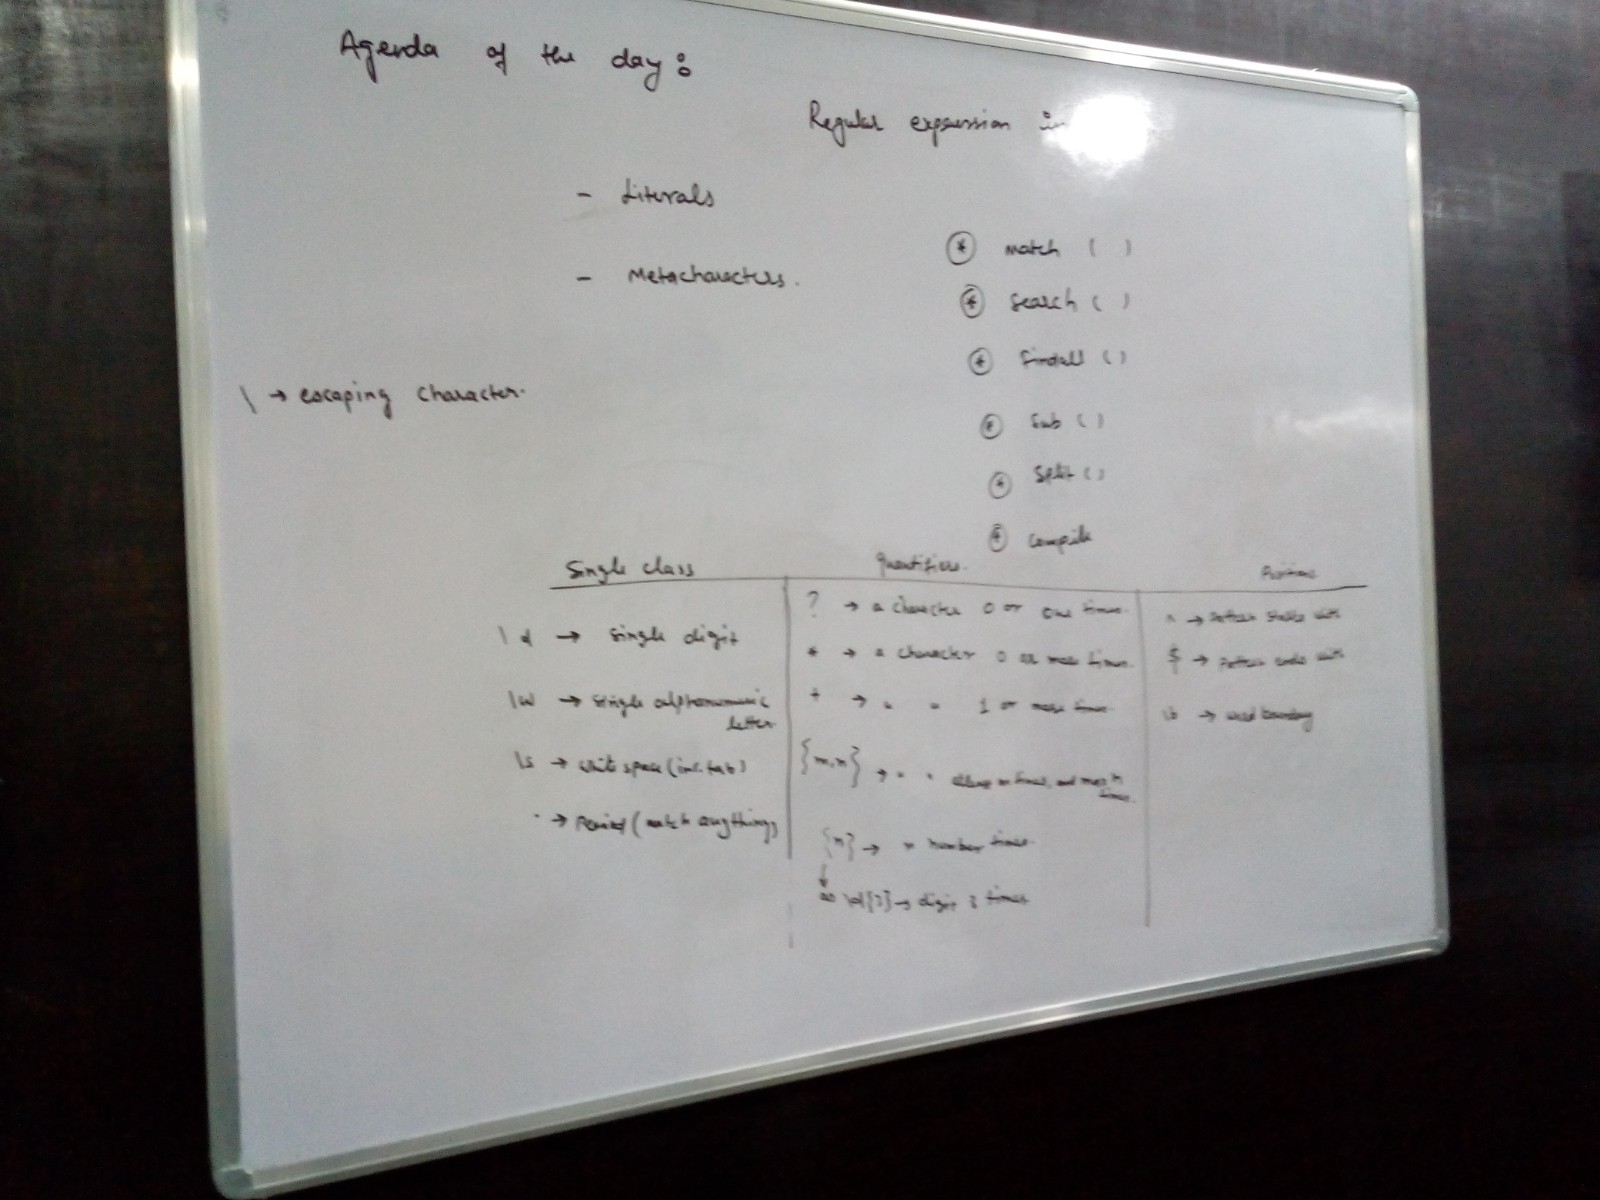 Agenda of the day:
Regular expression in
- Literals
- Metacharacters.
* match ( )
* Search ( )
* findall ( )
* Sub ( )
* Split ( )
* Compile
\ → escaping character.
Single class
\d → single digit
\w → single alphanumeric
letter
\s → white space (inc. tab)
. → Period (match anything)
Quantifiers.
? → a character 0 or one times.
* → a character 0 or more times.
+ → " " 1 or more times.
{m,n} → " " atleast m times, and max n
times.
{n} → n number times.
↓
as \d{3} → digit 3 times
Positions
^ → Pattern starts with
$ → Pattern ends with
\b → word boundary